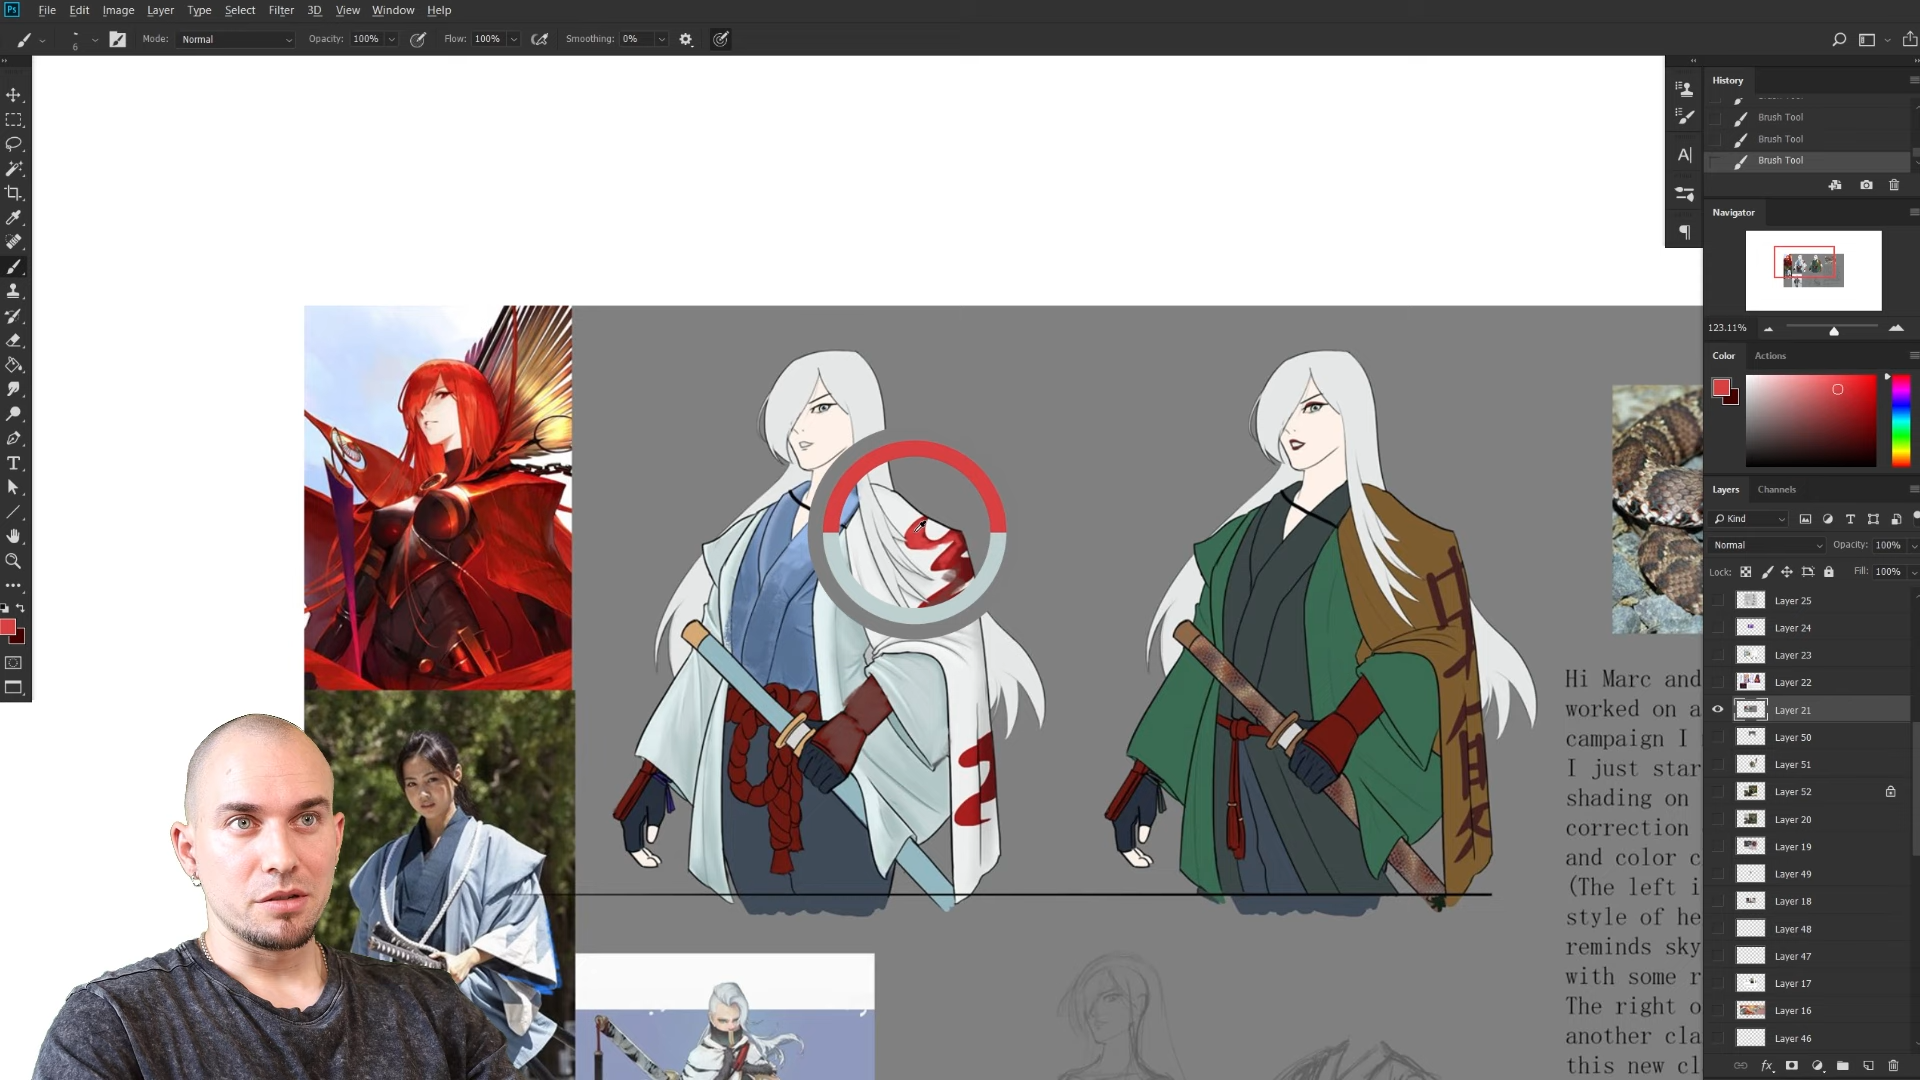 Ps File Edit Image Layer Type Select Filter 3D View Window Help
6 Mode: Normal Opacity: 100% Flow: 100% Smoothing: 0%
History
Brush Tool
Brush Tool
Brush Tool
Navigator
123.11%
Color Actions
Layers Channels
Kind
Normal Opacity: 100%
Lock: Fill: 100%
Layer 25
Layer 24
Layer 23
Layer 22
Layer 21
Layer 50
Layer 51
Layer 52
Layer 20
Layer 19
Layer 49
Layer 18
Layer 48
Layer 47
Layer 17
Layer 16
Layer 46
fx
Hi Marc and
worked on a
campaign I
I just star
shading on
correction
and color c
(The left i
style of he
reminds sky
with some r
The right o
another cla
this new cl